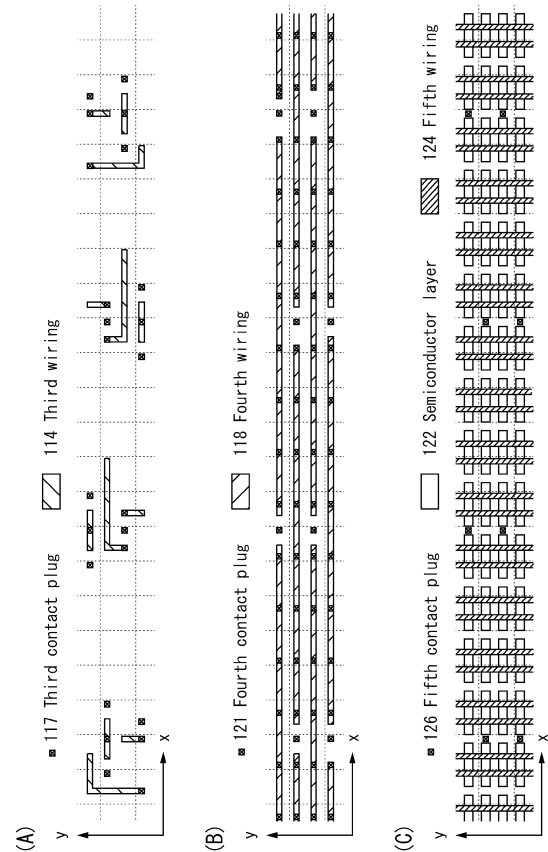 (A)
117 Third contact plug
114 Third wiring
y
x
(B)
121 Fourth contact plug
118 Fourth wiring
y
x
(C)
126 Fifth contact plug
122 Semiconductor layer
124 Fifth wiring
y
x